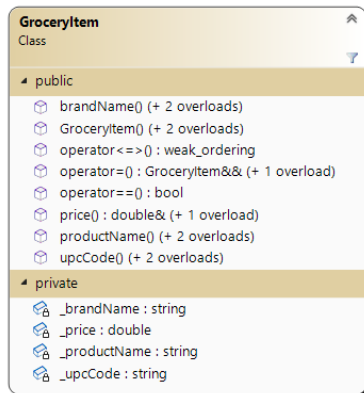 GroceryItem
Class
public
brandName() (+ 2 overloads)
GroceryItem() (+ 2 overloads)
operator<=>() : weak_ordering
operator=() : GroceryItem&& (+ 1 overload)
operator==() : bool
price() : double& (+ 1 overload)
productName() (+ 2 overloads)
upcCode() (+ 2 overloads)
private
_brandName : string
_price : double
_productName : string
_upcCode : string